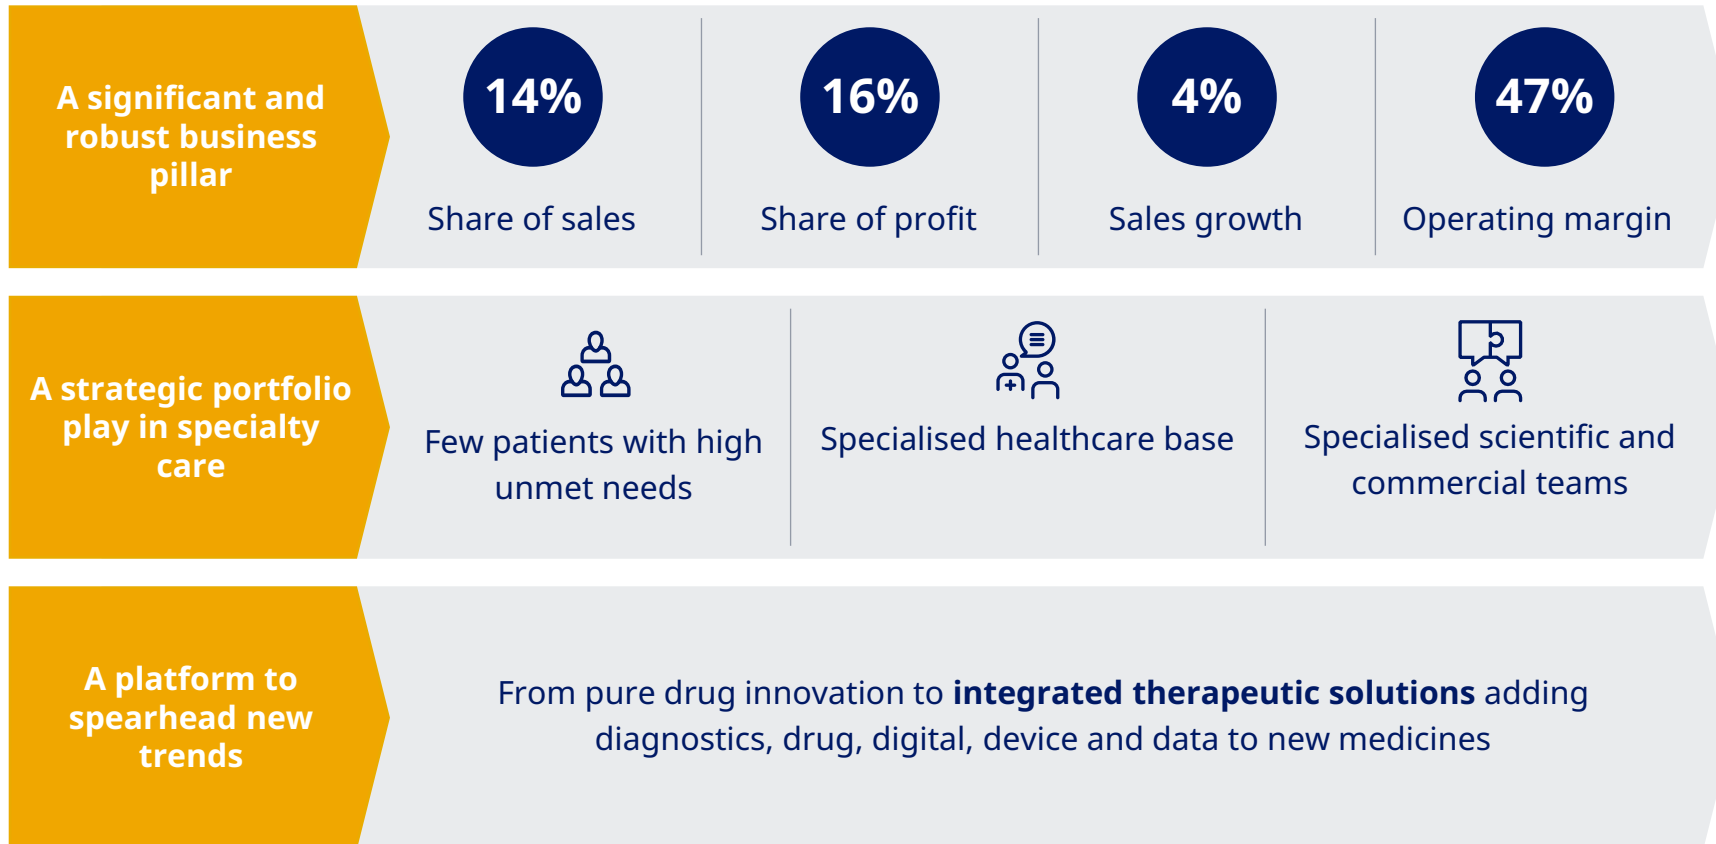 A significant and
robust business
pillar
14%
16%
4%
47%
Share of sales
Share of profit
Sales growth
Operating margin
A strategic portfolio
play in specialty
care
Few patients with high
unmet needs
Specialised healthcare base
Specialised scientific and
commercial teams
A platform to
spearhead new
trends
From pure drug innovation to integrated therapeutic solutions adding
diagnostics, drug, digital, device and data to new medicines